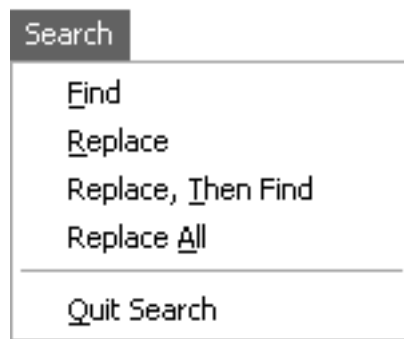 Search
Find
Replace
Replace, Then Find
Replace All
Quit Search